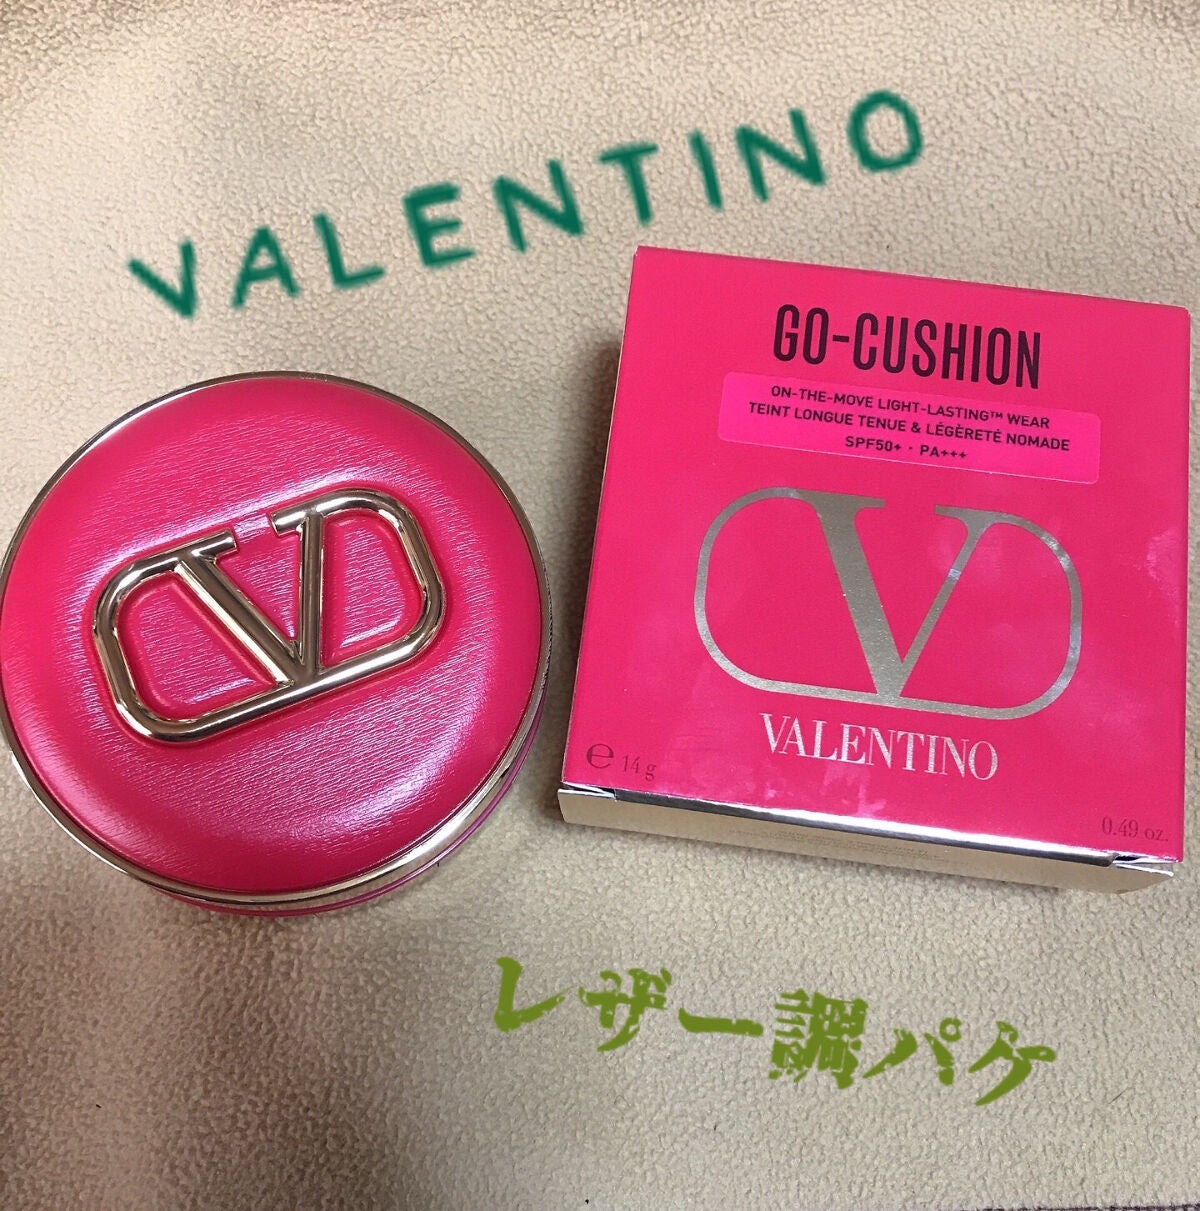 VALENTINO
GO-CUSHION
ON-THE-MOVE LIGHT-LASTING™ WEAR
TEINT LONGUE TENUE & LÉGÈRETÉ NOMADE
SPF50+ · PA+++
V
VALENTINO
℮ 14 g
0.49 oz.
V
レザー調パケ